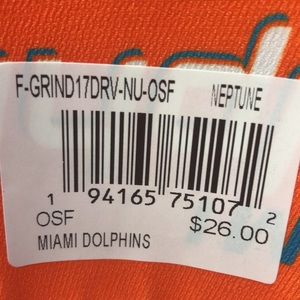 F-GRIND17DRV-NU-OSF NEPTUNE
1 94165 75107 2
OSF $26.00
MIAMI DOLPHINS